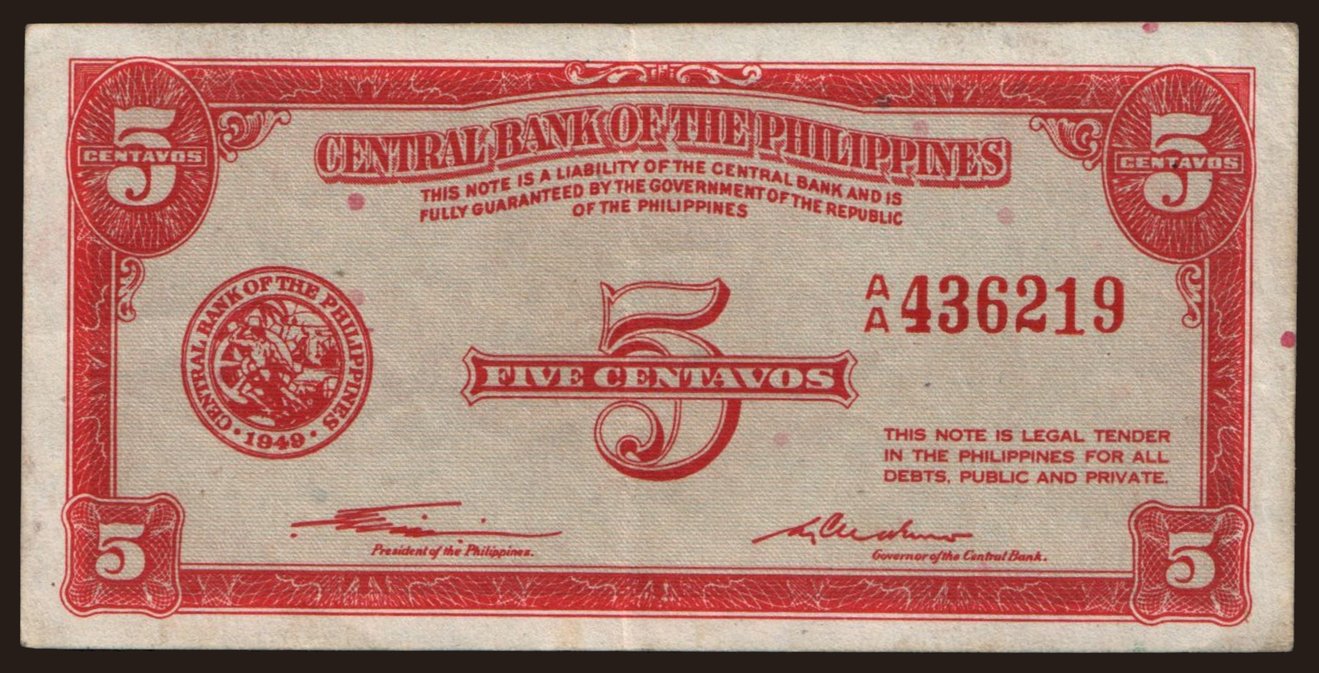 5
CENTAVOS
5
CENTAVOS
CENTRAL BANK OF THE PHILIPPINES
THIS NOTE IS A LIABILITY OF THE CENTRAL BANK AND IS
FULLY GUARANTEED BY THE GOVERNMENT OF THE REPUBLIC
OF THE PHILIPPINES
CENTRAL BANK OF THE PHILIPPINES
• 1949 •
5
FIVE CENTAVOS
A
A 436219
THIS NOTE IS LEGAL TENDER
IN THE PHILIPPINES FOR ALL
DEBTS, PUBLIC AND PRIVATE.
President of the Philippines.
Governor of the Central Bank.
5
5